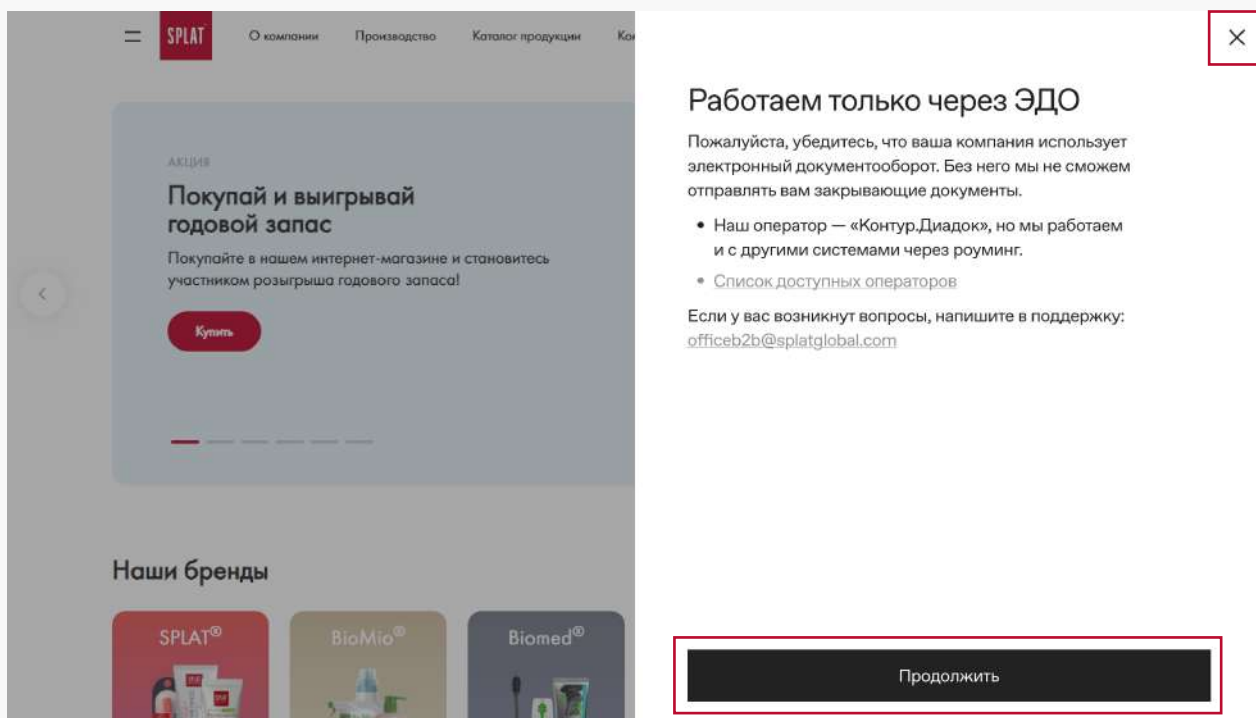 SPLAT
О компании
Производство
Каталог продукции
АКЦИЯ
Покупай и выигрывай
годовой запас
Покупайте в нашем интернет-магазине и становитесь
участником розыгрыша годового запаса!
Купить
Наши бренды
SPLAT®
BioMio®
Biomed®
Работаем только через ЭДО
Пожалуйста, убедитесь, что ваша компания использует
электронный документооборот. Без него мы не сможем
отправлять вам закрывающие документы.
• Наш оператор — «Контур.Диадок», но мы работаем
и с другими системами через роуминг.
• Список доступных операторов
Если у вас возникнут вопросы, напишите в поддержку:
officeb2b@splatglobal.com
Продолжить